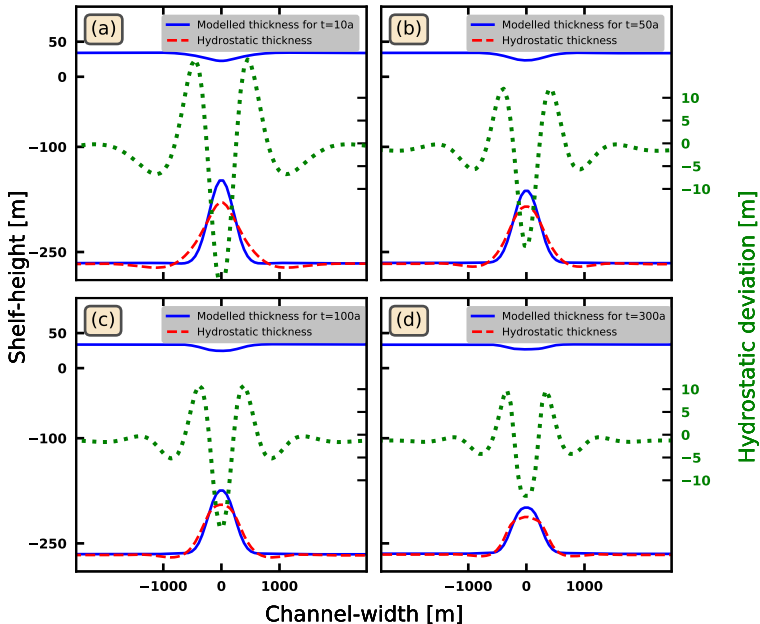 (a)
Modelled thickness for t=10a
Hydrostatic thickness
(b)
Modelled thickness for t=50a
Hydrostatic thickness
50
0
−100
−250
10
5
0
−5
−10
(c)
Modelled thickness for t=100a
Hydrostatic thickness
(d)
Modelled thickness for t=300a
Hydrostatic thickness
50
0
−100
−250
10
5
0
−5
−10
−1000 0 1000
−1000 0 1000
Shelf-height [m]
Hydrostatic deviation [m]
Channel-width [m]